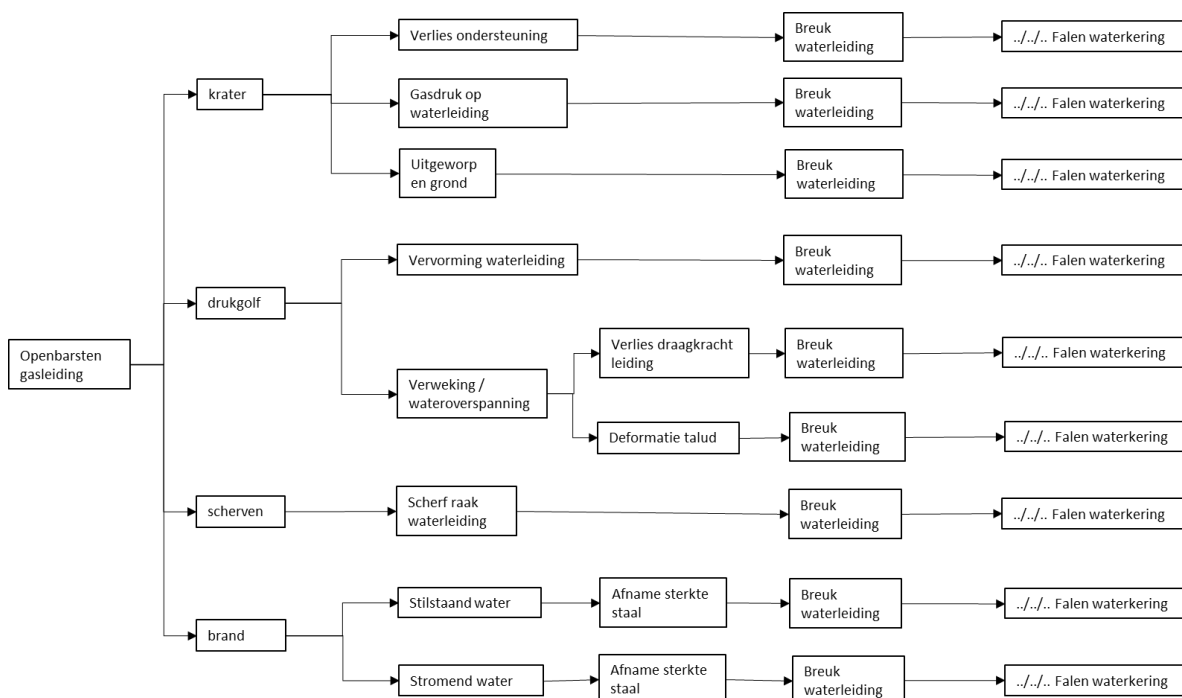 Verlies ondersteuning
Breuk
waterleiding
../../.. Falen waterkering
krater
Gasdruk op
waterleiding
Breuk
waterleiding
../../.. Falen waterkering
Uitgeworp
en grond
Breuk
waterleiding
../../.. Falen waterkering
Vervorming waterleiding
Breuk
waterleiding
../../.. Falen waterkering
drukgolf
Openbarsten
gasleiding
Verweking /
wateroverspanning
Verlies draagkracht
leiding
Breuk
waterleiding
../../.. Falen waterkering
Deformatie talud
Breuk
waterleiding
../../.. Falen waterkering
scherven
Scherf raak
waterleiding
Breuk
waterleiding
../../.. Falen waterkering
brand
Stilstaand water
Afname sterkte
staal
Breuk
waterleiding
../../.. Falen waterkering
Stromend water
Afname sterkte
staal
Breuk
waterleiding
../../.. Falen waterkering